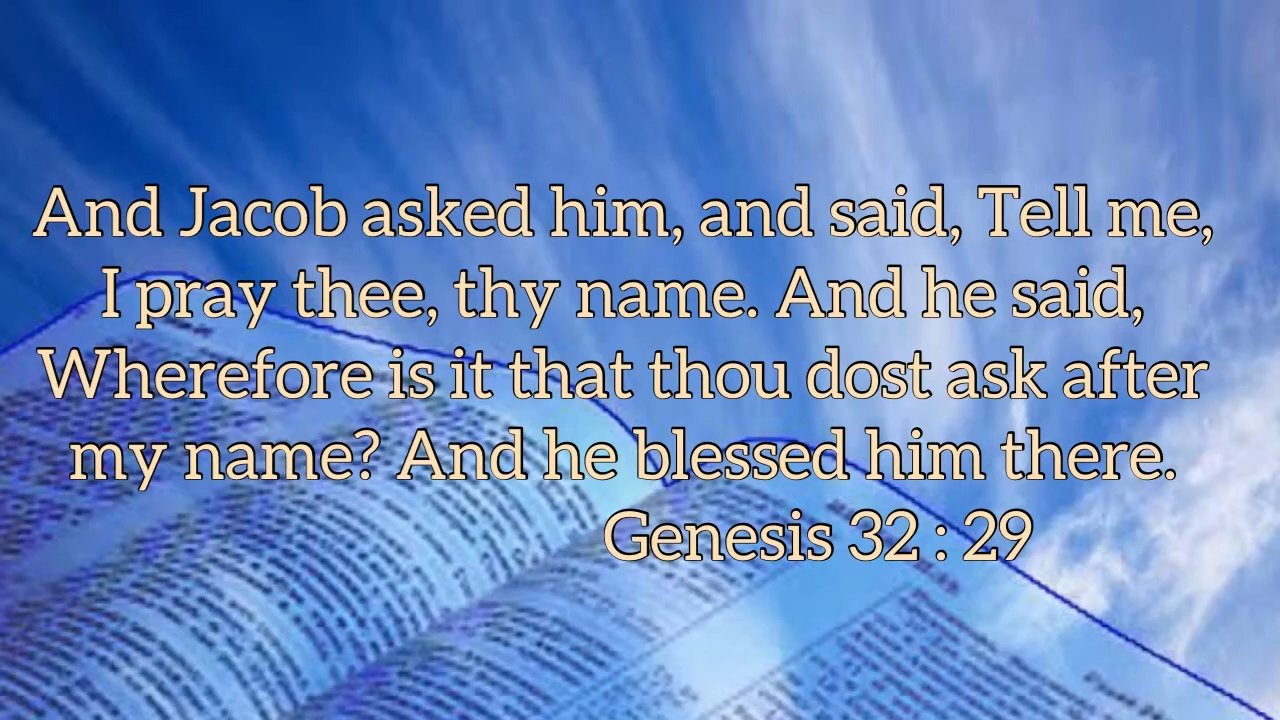 And Jacob asked him, and said, Tell me,
I pray thee, thy name. And he said,
Wherefore is it that thou dost ask after
my name? And he blessed him there.
Genesis 32 : 29